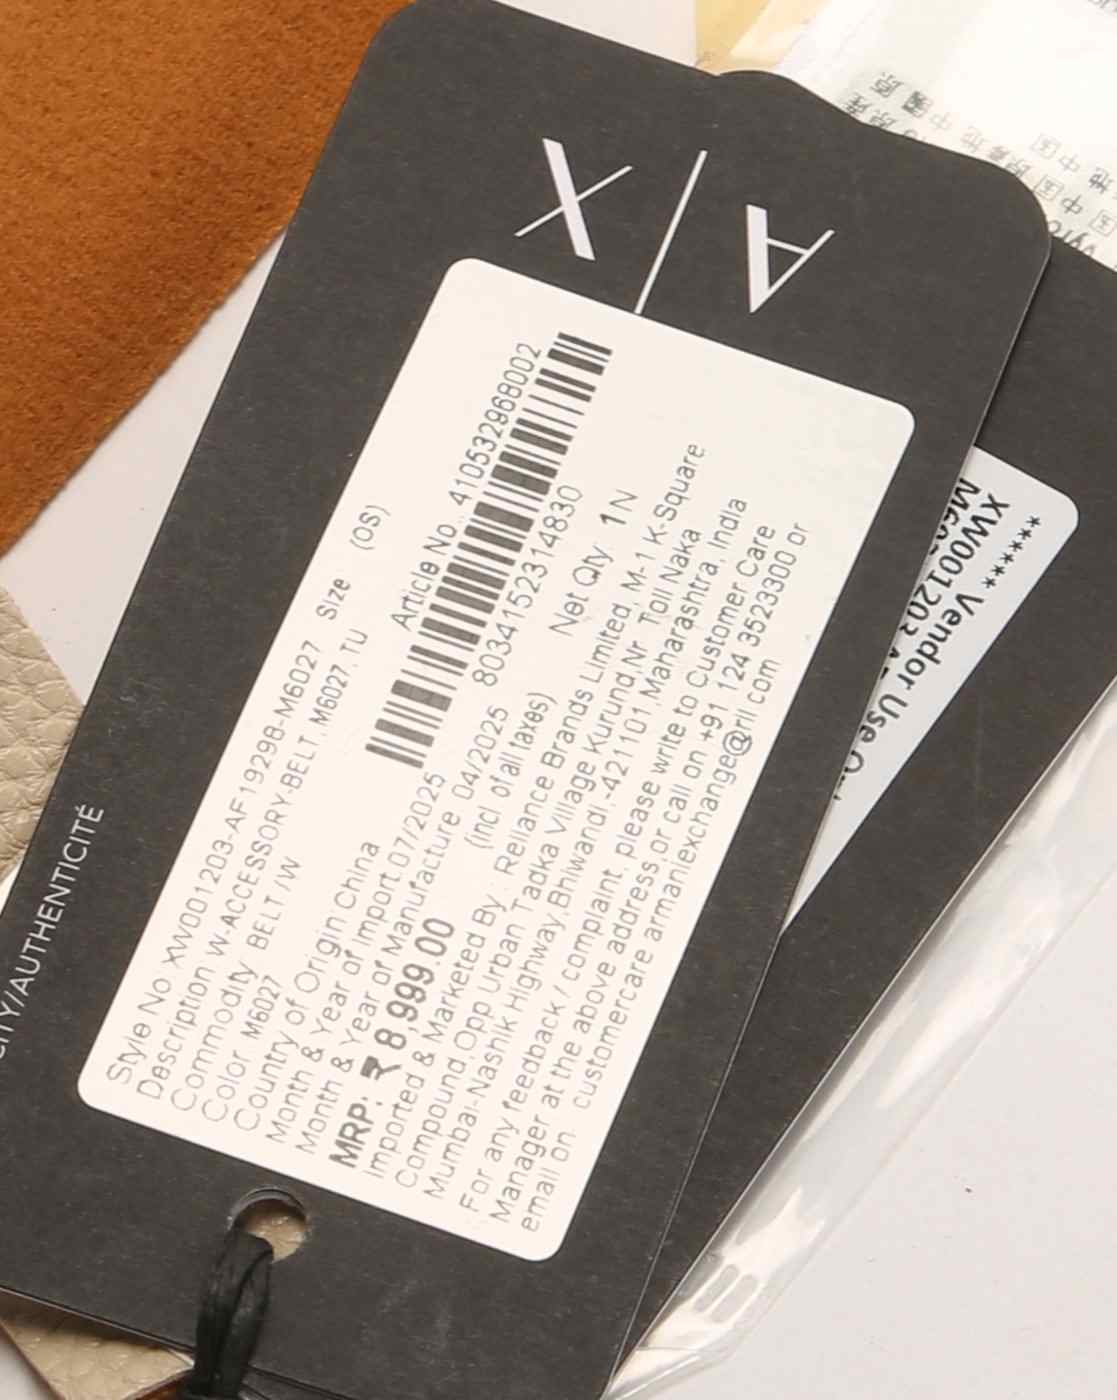 A|X
Style No XW001203-AF19298-M6027 Size (OS)
Description W.ACCESSORY-BELT, M6027, TU
Commodity BELT /W
Color M6027
Country of Origin China
Month & Year of Import 07/2025
Month & Year of Manufacture 04/2025
MRP: ₹ 8,999.00 (incl of all taxes)
Article No. 410532968002
8034152314830
Net Qty 1N
Imported & Marketed By Reliance Brands Limited, M-1 K-Square
Compound,Opp Urban Tadka Village Kurund,Nr. Toll Naka
Mumbai-Nashik Highway,Bhiwandi,-421101,Maharashtra, India
For any feedback / complaint, please write to Customer Care
Manager at the above address or call on +91 124 3523300 or
email on. customercare armaniexchange@ril com
/AUTHENTICITÉ
****** Vendor Use
XW001203
中国